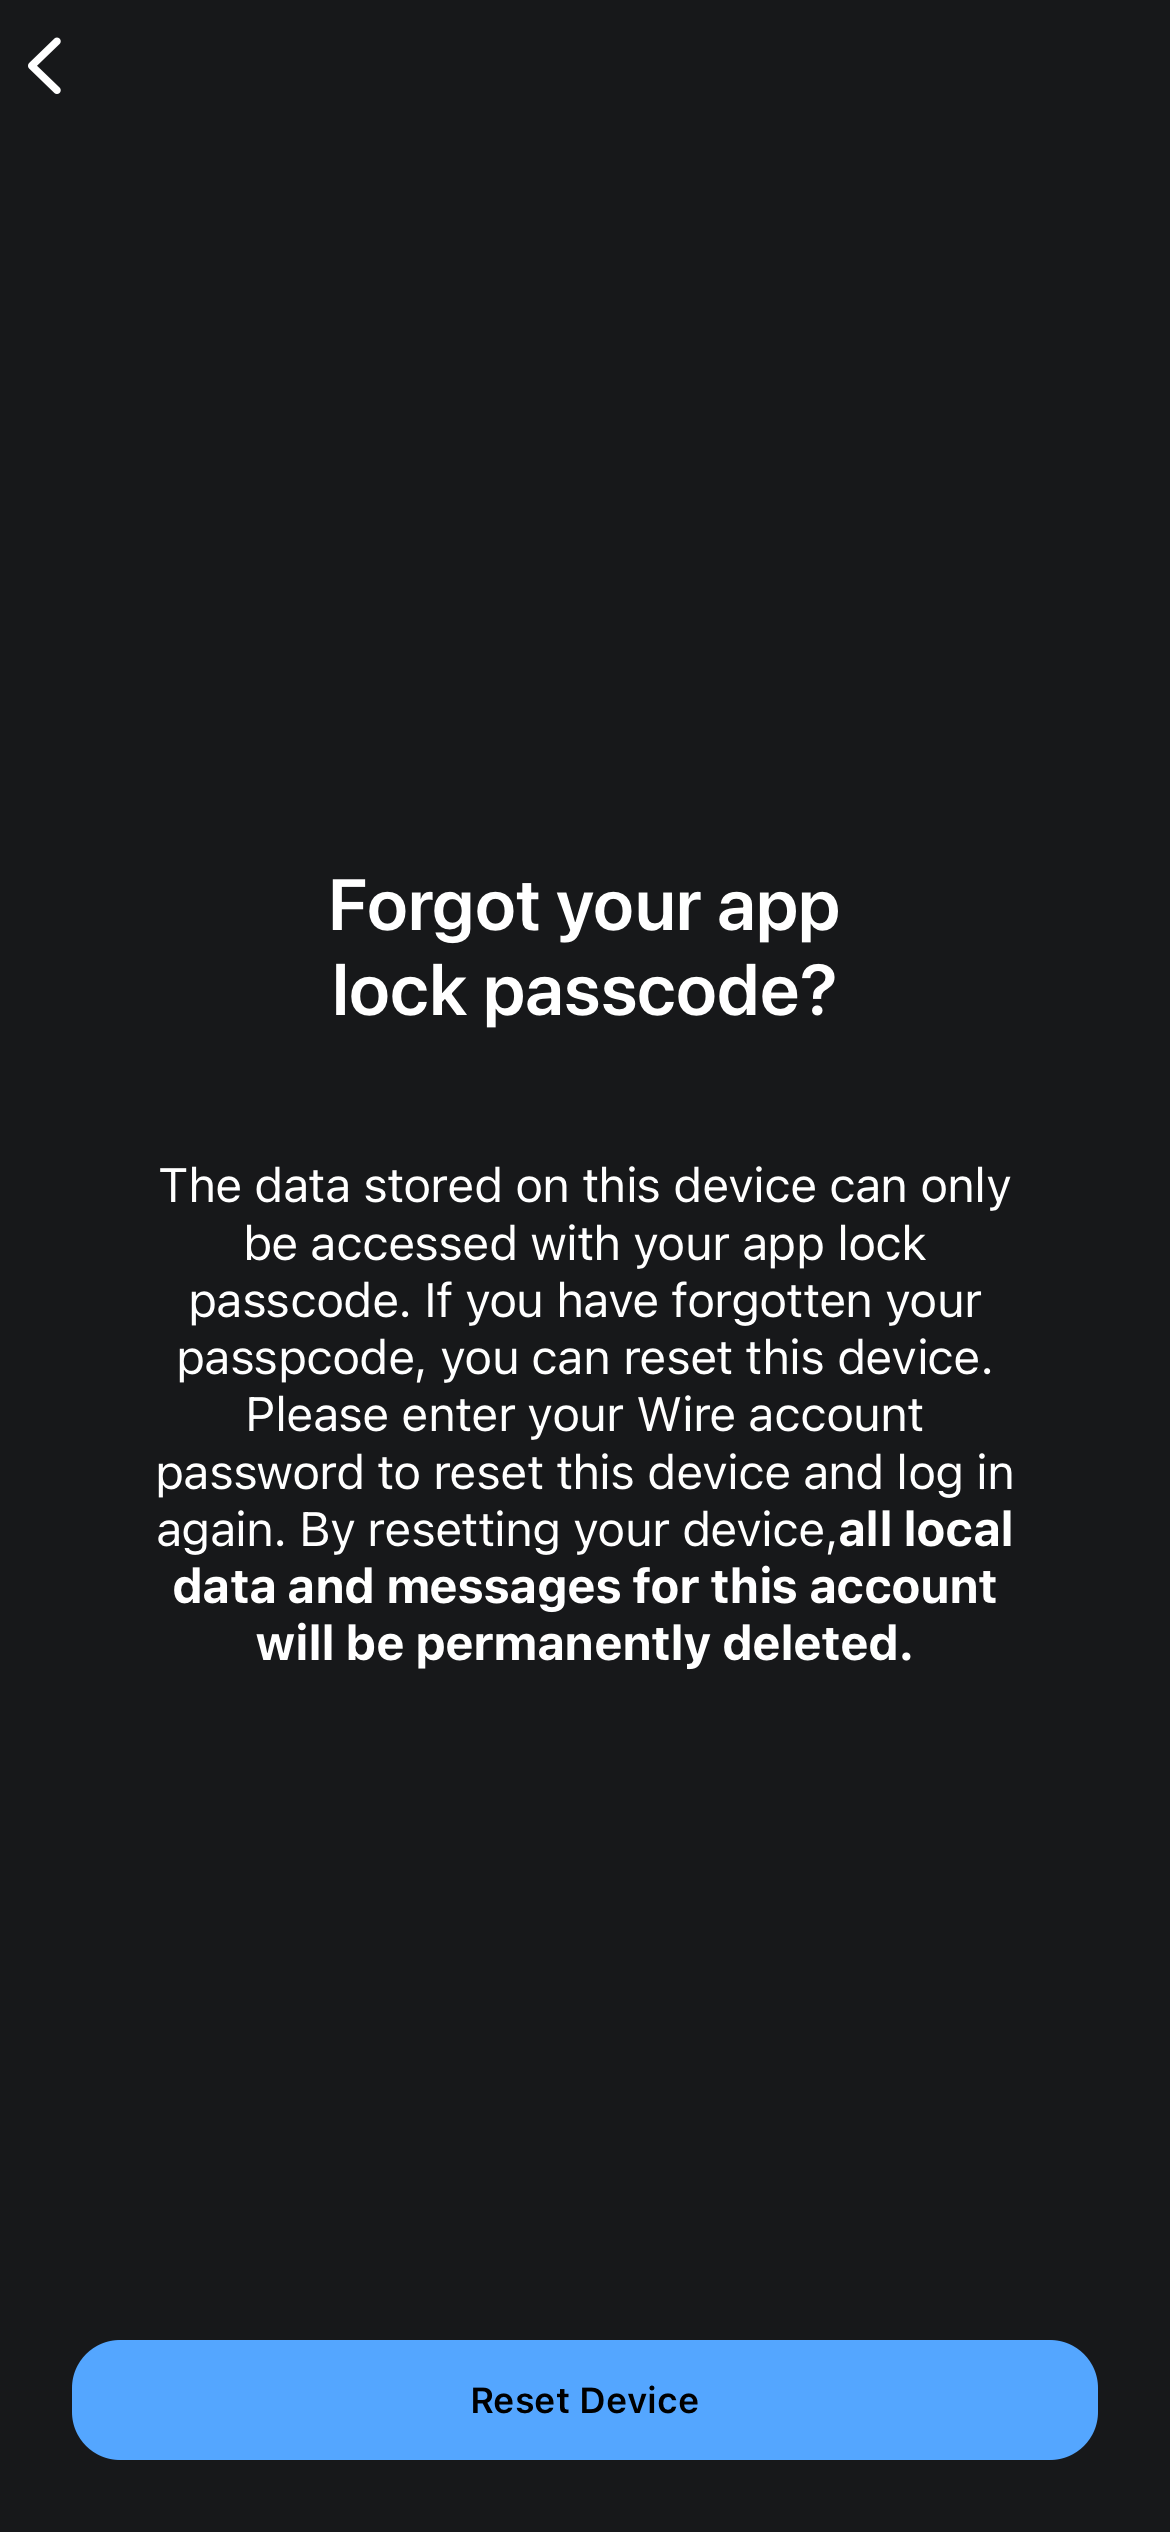 Forgot your app
lock passcode?
The data stored on this device can only
be accessed with your app lock
passcode. If you have forgotten your
passpcode, you can reset this device.
Please enter your Wire account
password to reset this device and log in
again. By resetting your device,all local
data and messages for this account
will be permanently deleted.
Reset Device